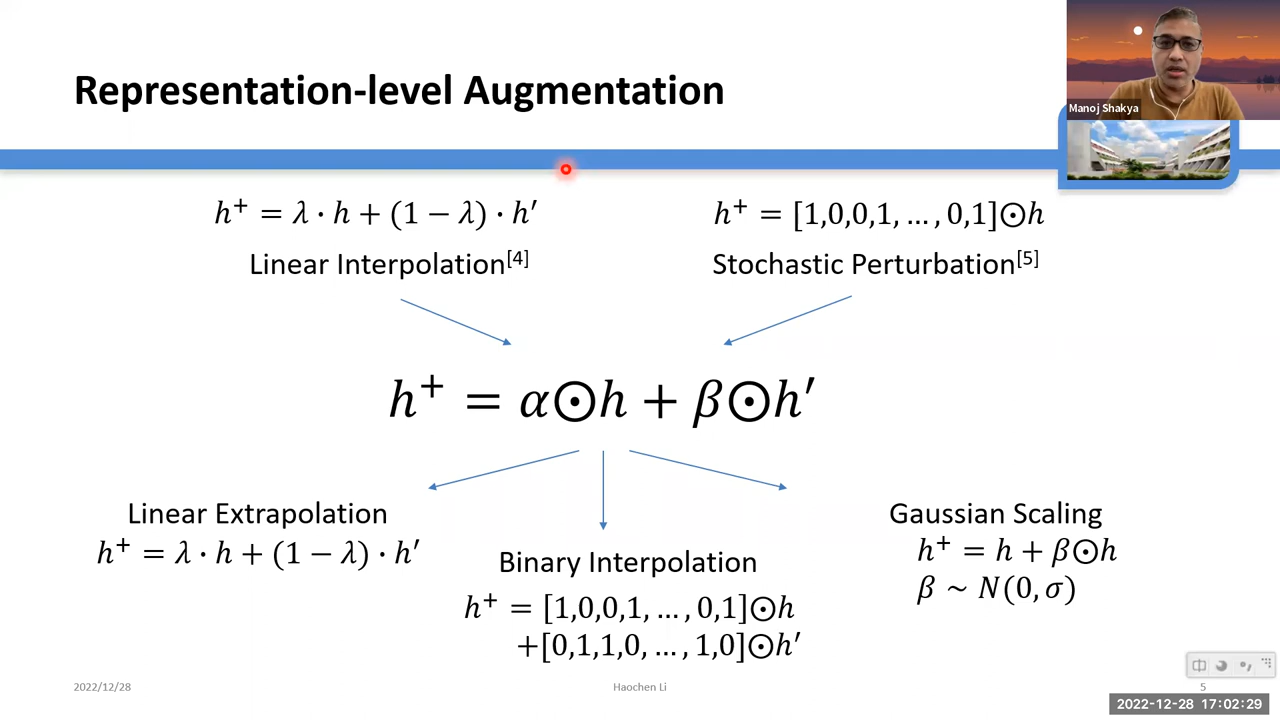 Representation-level Augmentation
Manoj Shakya
h⁺ = λ · h + (1 − λ) · h′
h⁺ = [1,0,0,1, … , 0,1]⊙h
Linear Interpolation[4]
Stochastic Perturbation[5]
h⁺ = α⊙h + β⊙h′
Linear Extrapolation
h⁺ = λ · h + (1 − λ) · h′
Binary Interpolation
h⁺ = [1,0,0,1, … , 0,1]⊙h
+[0,1,1,0, … , 1,0]⊙h′
Gaussian Scaling
h⁺ = h + β⊙h
β ~ N(0, σ)
2022/12/28
Haochen Li
5
2022-12-28 17:02:29